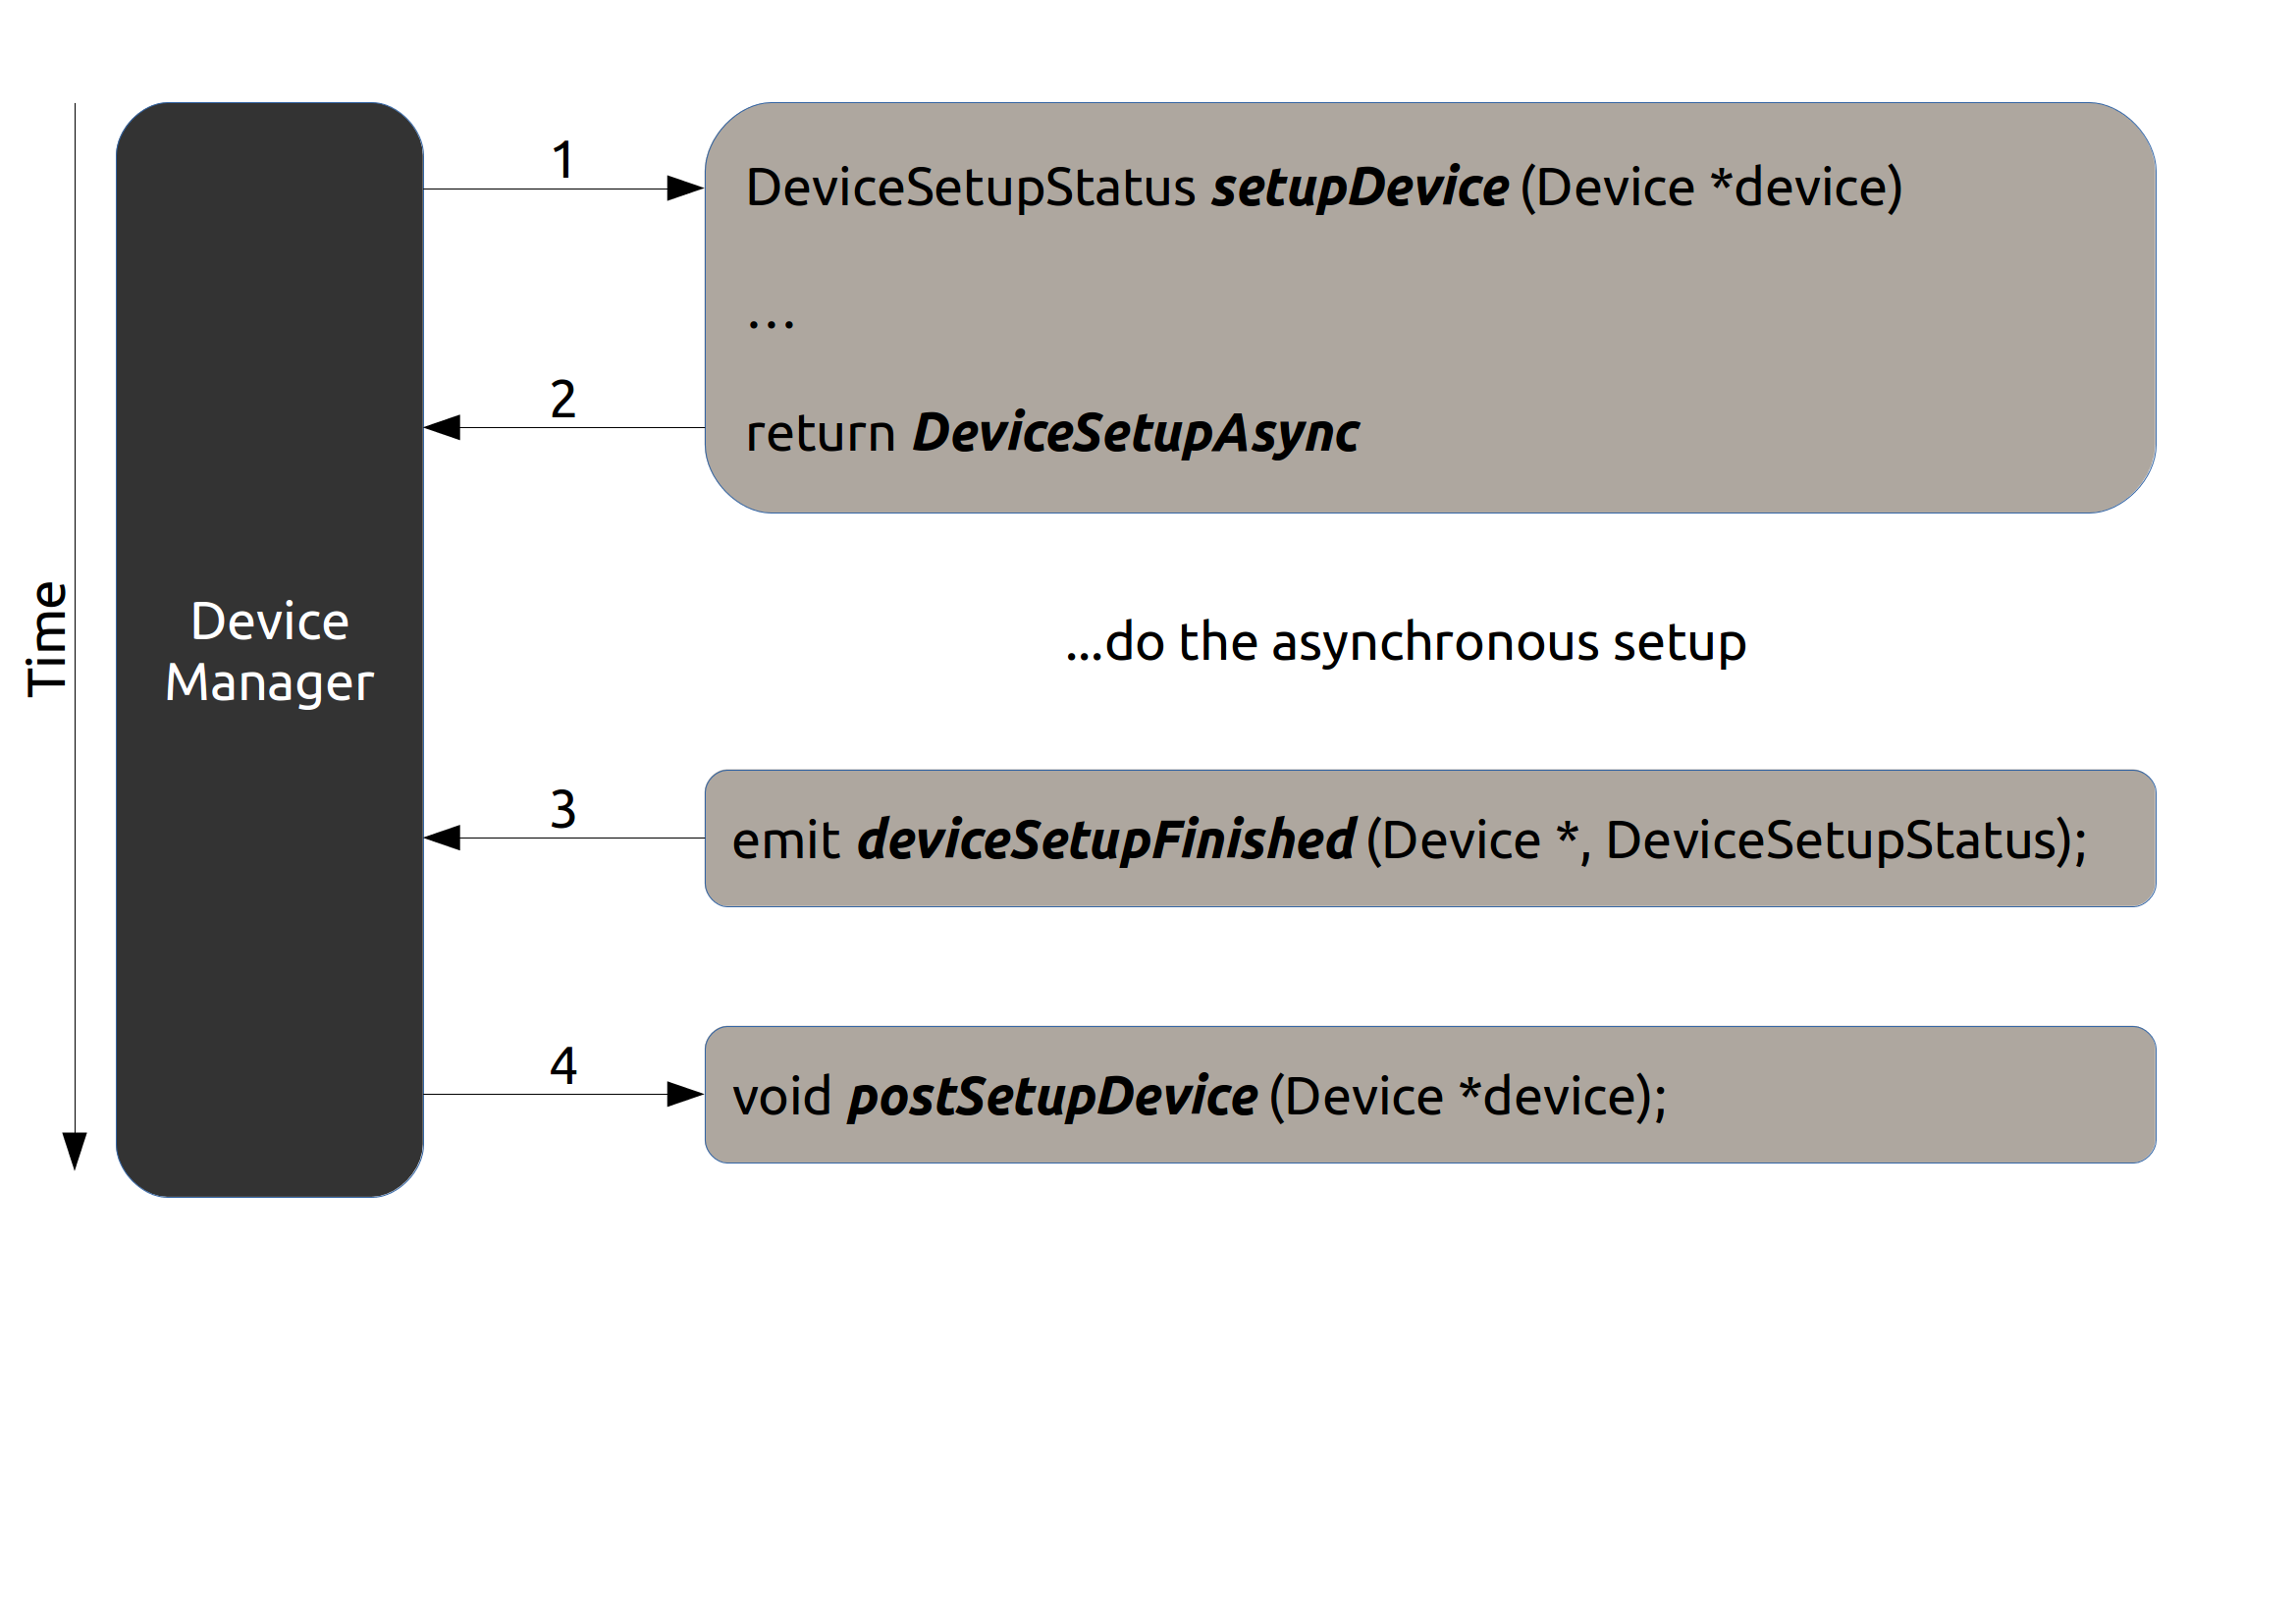 Time
Device
Manager
1
DeviceSetupStatus setupDevice (Device *device)
…
2
return DeviceSetupAsync
...do the asynchronous setup
3
emit deviceSetupFinished (Device *, DeviceSetupStatus);
4
void postSetupDevice (Device *device);